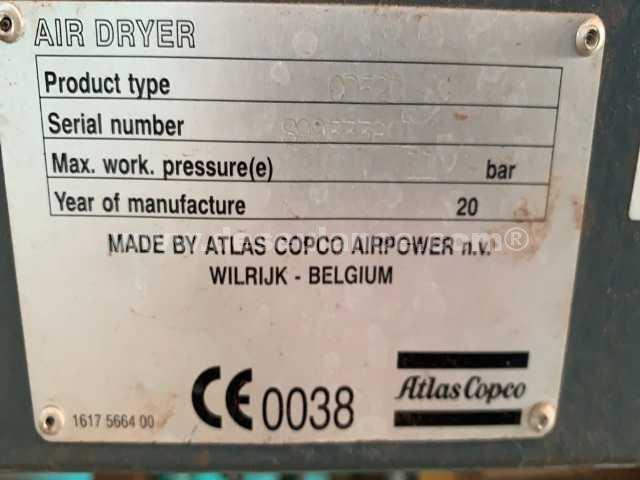 AIR DRYER
Product type
Serial number
Max. work. pressure(e) bar
Year of manufacture 20
MADE BY ATLAS COPCO AIRPOWER n.v.
WILRIJK - BELGIUM
CE 0038
Atlas Copco
1617 5664 00